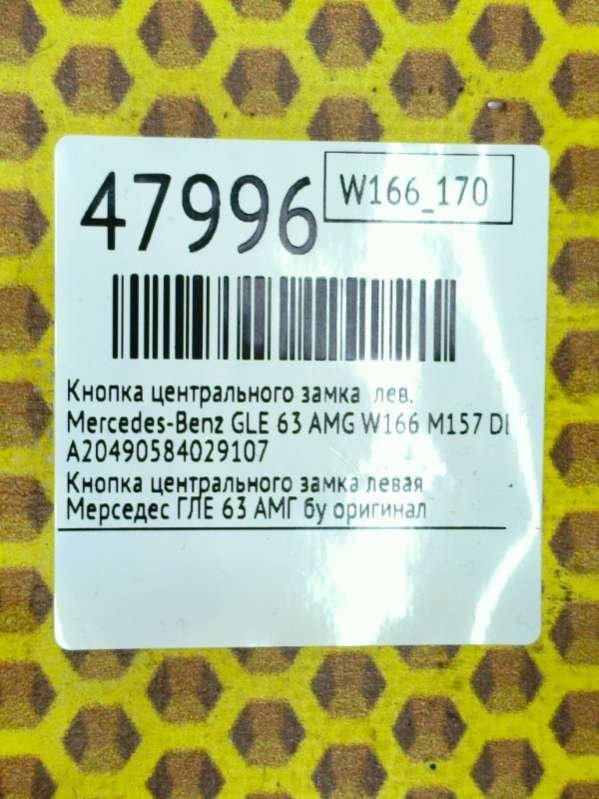 47996
W166_170
Кнопка центрального замка лев.
Mercedes-Benz GLE 63 AMG W166 M157 DE
A20490584029107
Кнопка центрального замка левая
Мерседес ГЛЕ 63 АМГ бу оригинал